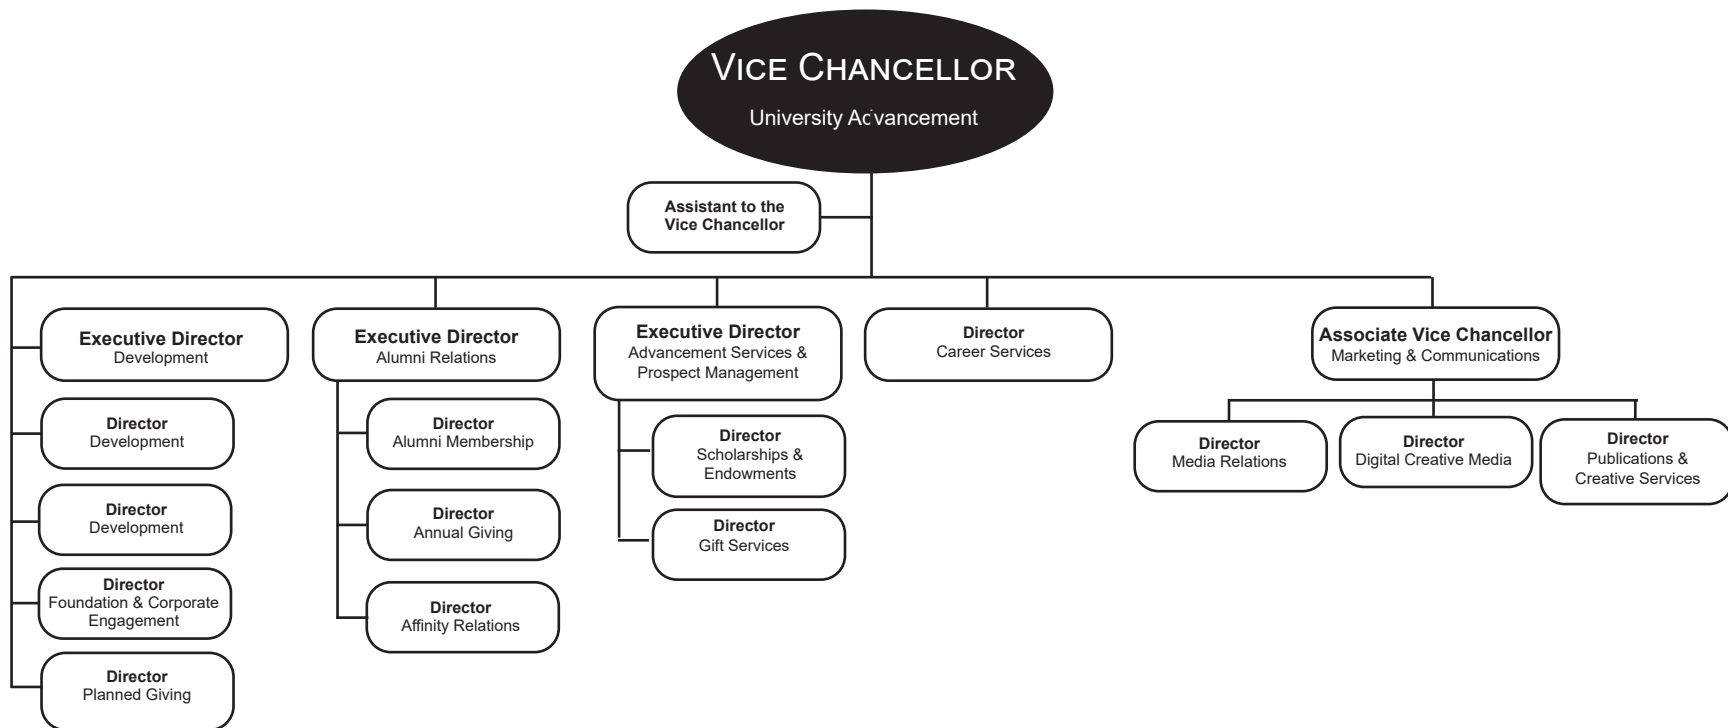 VICE CHANCELLOR
University Advancement
Assistant to the
Vice Chancellor
Executive Director
Development
Director
Development
Director
Development
Director
Foundation & Corporate
Engagement
Director
Planned Giving
Executive Director
Alumni Relations
Director
Alumni Membership
Director
Annual Giving
Director
Affinity Relations
Executive Director
Advancement Services &
Prospect Management
Director
Scholarships &
Endowments
Director
Gift Services
Director
Career Services
Associate Vice Chancellor
Marketing & Communications
Director
Media Relations
Director
Digital Creative Media
Director
Publications &
Creative Services